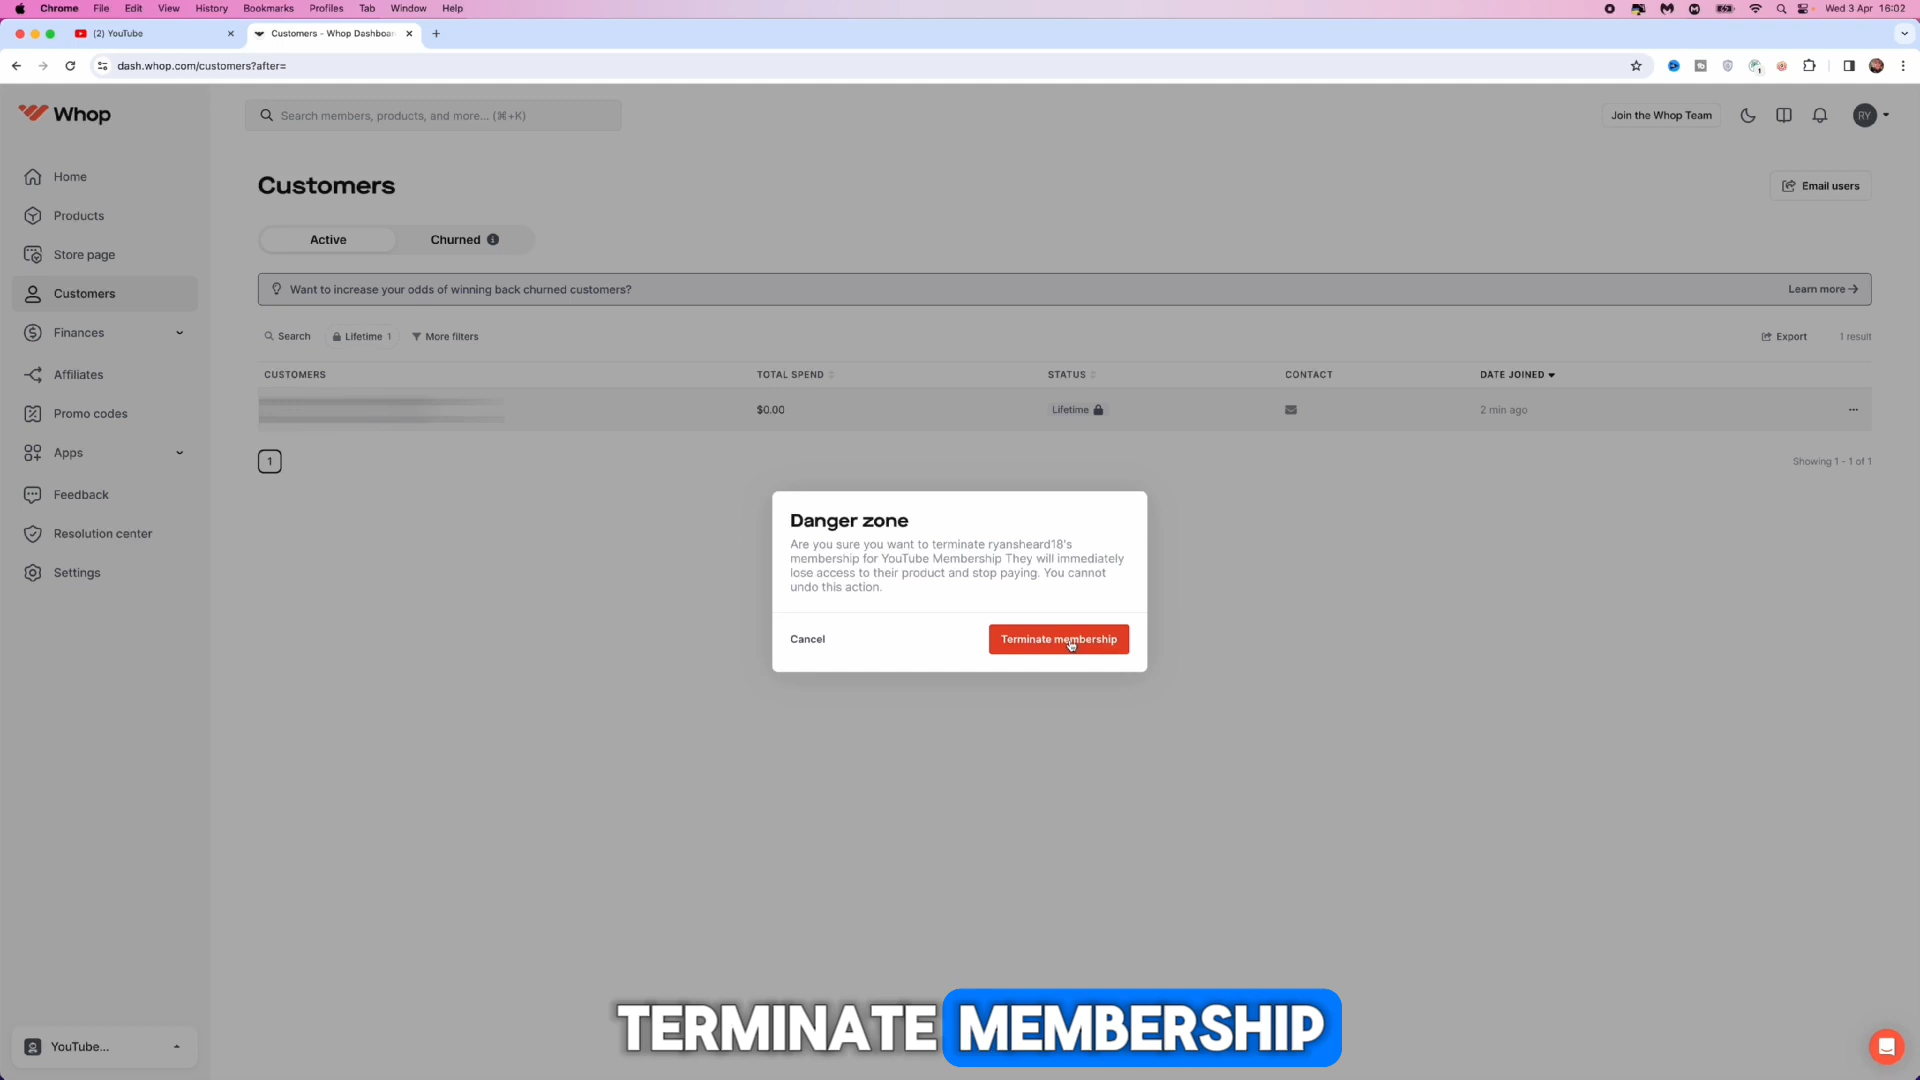 Chrome File Edit View History Bookmarks Profiles Tab Window Help
Wed 3 Apr 16:02
(2) YouTube
Customers - Whop Dashboar
dash.whop.com/customers?after=
Whop
Search members, products, and more... (⌘+K)
Join the Whop Team
RY
Home
Products
Store page
Customers
Finances
Affiliates
Promo codes
Apps
Feedback
Resolution center
Settings
YouTube...
Customers
Email users
Active
Churned
Want to increase your odds of winning back churned customers?
Learn more →
Search
Lifetime 1
More filters
Export
1 result
CUSTOMERS TOTAL SPEND STATUS CONTACT DATE JOINED
$0.00 Lifetime 2 min ago
1
Showing 1 - 1 of 1
Danger zone
Are you sure you want to terminate ryansheard18's
membership for YouTube Membership They will immediately
lose access to their product and stop paying. You cannot
undo this action.
Cancel
Terminate membership
TERMINATE MEMBERSHIP